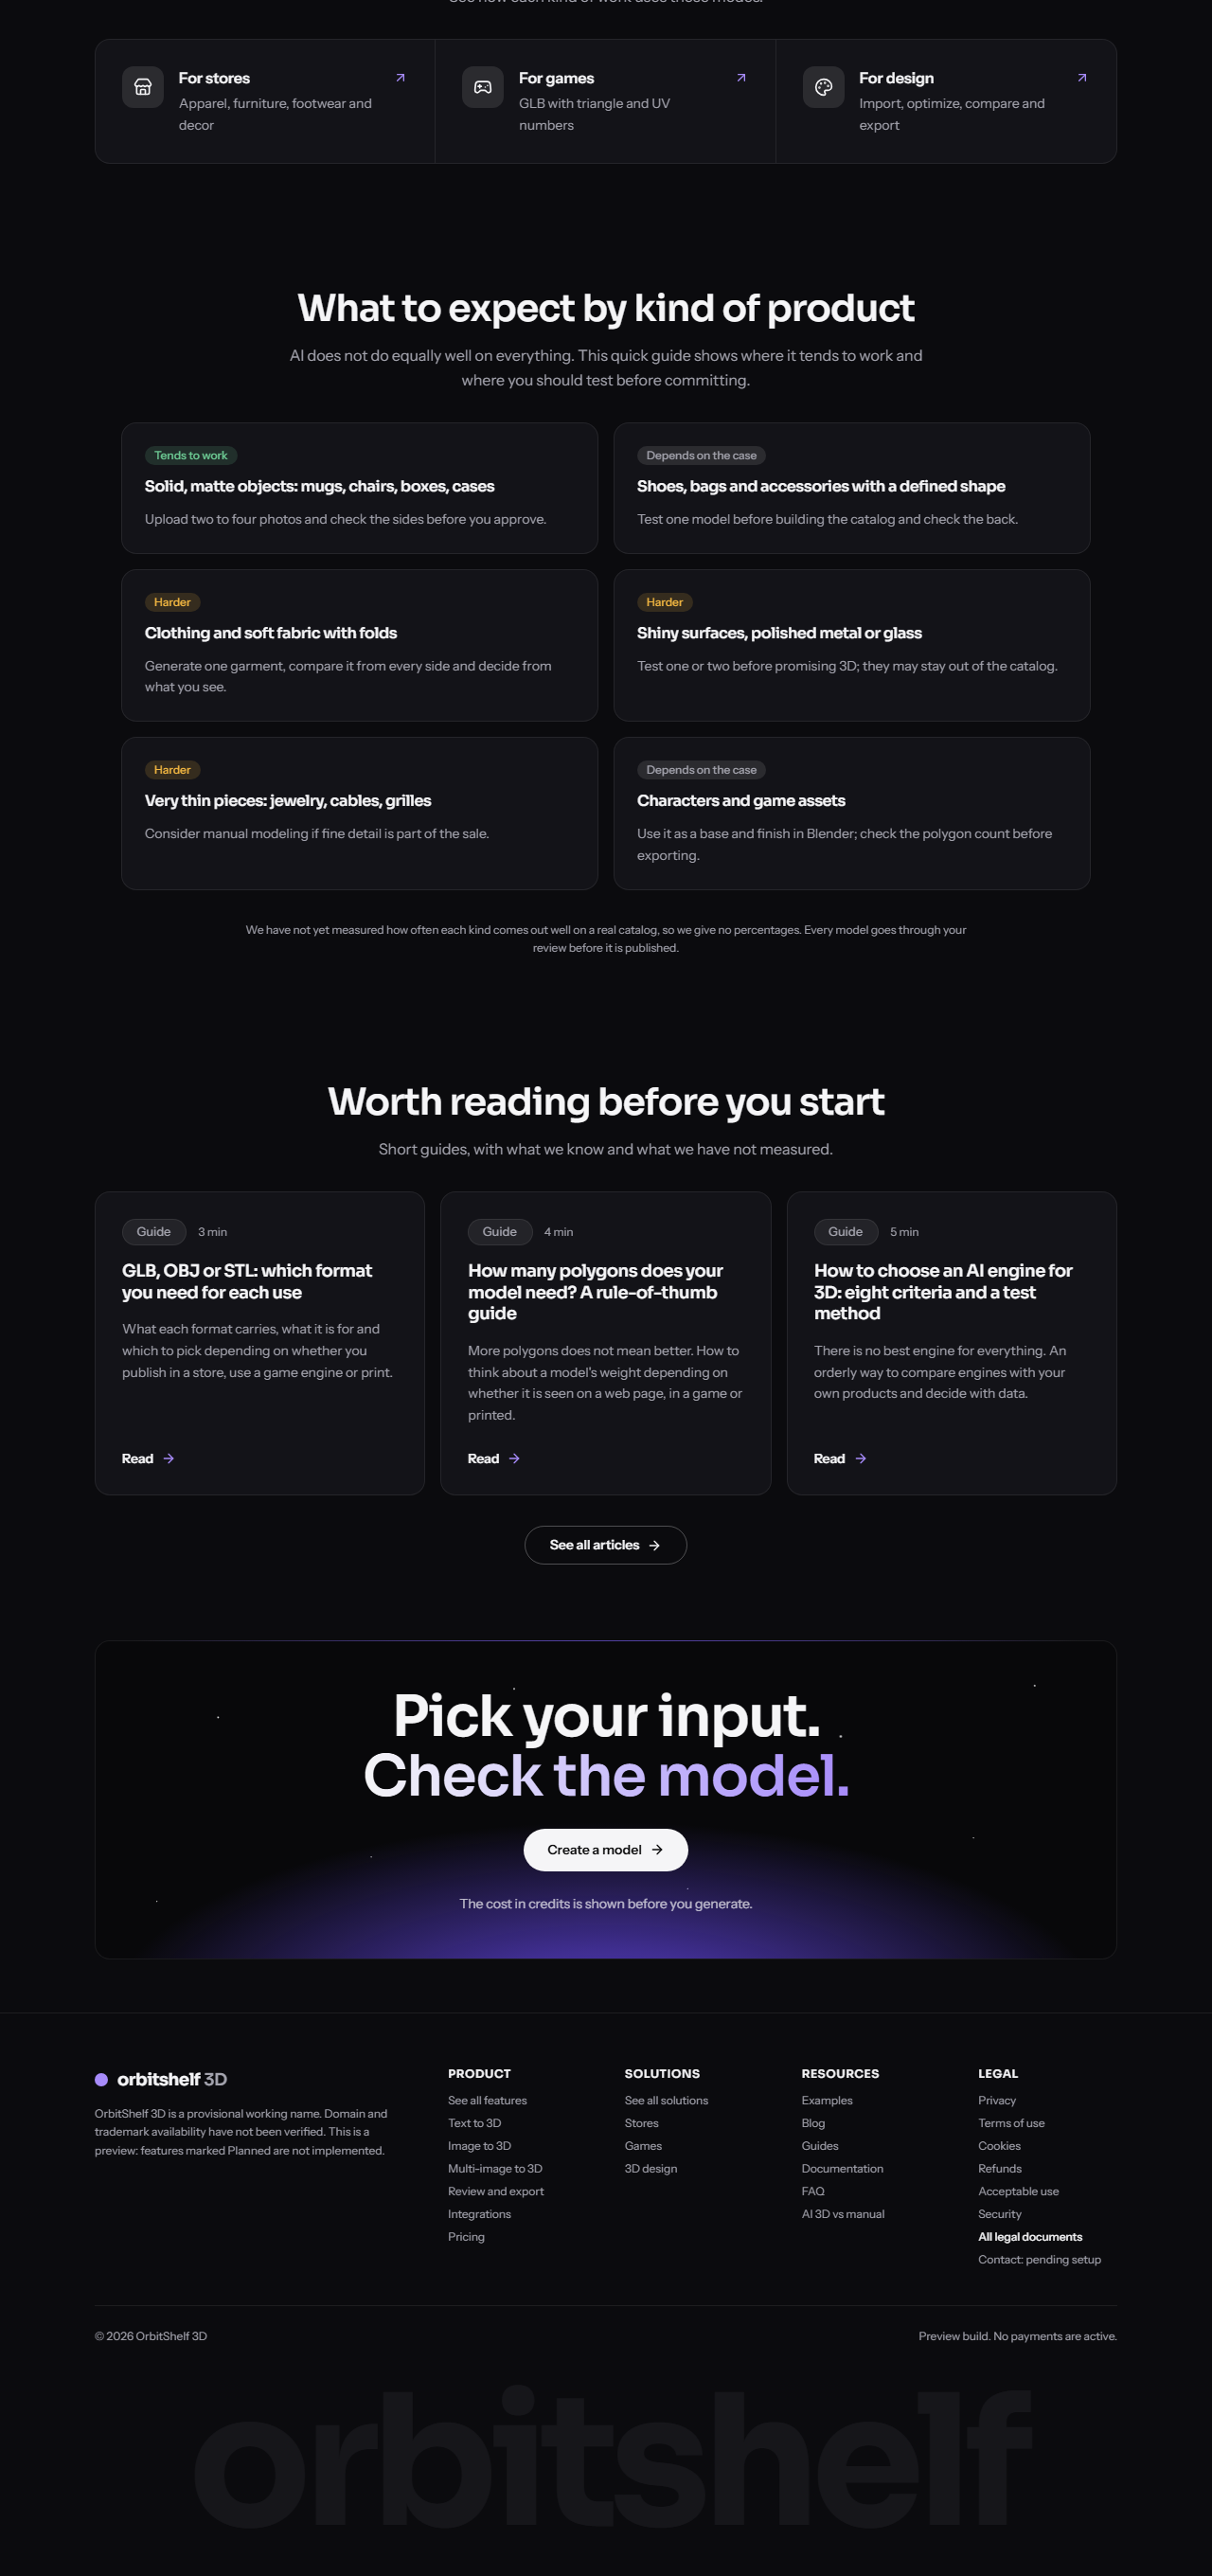 See how each kind of work uses these modes.
For stores
Apparel, furniture, footwear and
decor
For games
GLB with triangle and UV
numbers
For design
Import, optimize, compare and
export
What to expect by kind of product
AI does not do equally well on everything. This quick guide shows where it tends to work and
where you should test before committing.
Tends to work
Solid, matte objects: mugs, chairs, boxes, cases
Upload two to four photos and check the sides before you approve.
Depends on the case
Shoes, bags and accessories with a defined shape
Test one model before building the catalog and check the back.
Harder
Clothing and soft fabric with folds
Generate one garment, compare it from every side and decide from
what you see.
Harder
Shiny surfaces, polished metal or glass
Test one or two before promising 3D; they may stay out of the catalog.
Harder
Very thin pieces: jewelry, cables, grilles
Consider manual modeling if fine detail is part of the sale.
Depends on the case
Characters and game assets
Use it as a base and finish in Blender; check the polygon count before
exporting.
We have not yet measured how often each kind comes out well on a real catalog, so we give no percentages. Every model goes through your
review before it is published.
Worth reading before you start
Short guides, with what we know and what we have not measured.
Guide 3 min
GLB, OBJ or STL: which format
you need for each use
What each format carries, what it is for and
which to pick depending on whether you
publish in a store, use a game engine or print.
Read
Guide 4 min
How many polygons does your
model need? A rule-of-thumb
guide
More polygons does not mean better. How to
think about a model's weight depending on
whether it is seen on a web page, in a game or
printed.
Read
Guide 5 min
How to choose an AI engine for
3D: eight criteria and a test
method
There is no best engine for everything. An
orderly way to compare engines with your
own products and decide with data.
Read
See all articles
Pick your input.
Check the model.
Create a model
The cost in credits is shown before you generate.
orbitshelf 3D
OrbitShelf 3D is a provisional working name. Domain and
trademark availability have not been verified. This is a
preview: features marked Planned are not implemented.
PRODUCT
See all features
Text to 3D
Image to 3D
Multi-image to 3D
Review and export
Integrations
Pricing
SOLUTIONS
See all solutions
Stores
Games
3D design
RESOURCES
Examples
Blog
Guides
Documentation
FAQ
AI 3D vs manual
LEGAL
Privacy
Terms of use
Cookies
Refunds
Acceptable use
Security
All legal documents
Contact: pending setup
© 2026 OrbitShelf 3D
Preview build. No payments are active.
orbitshelf